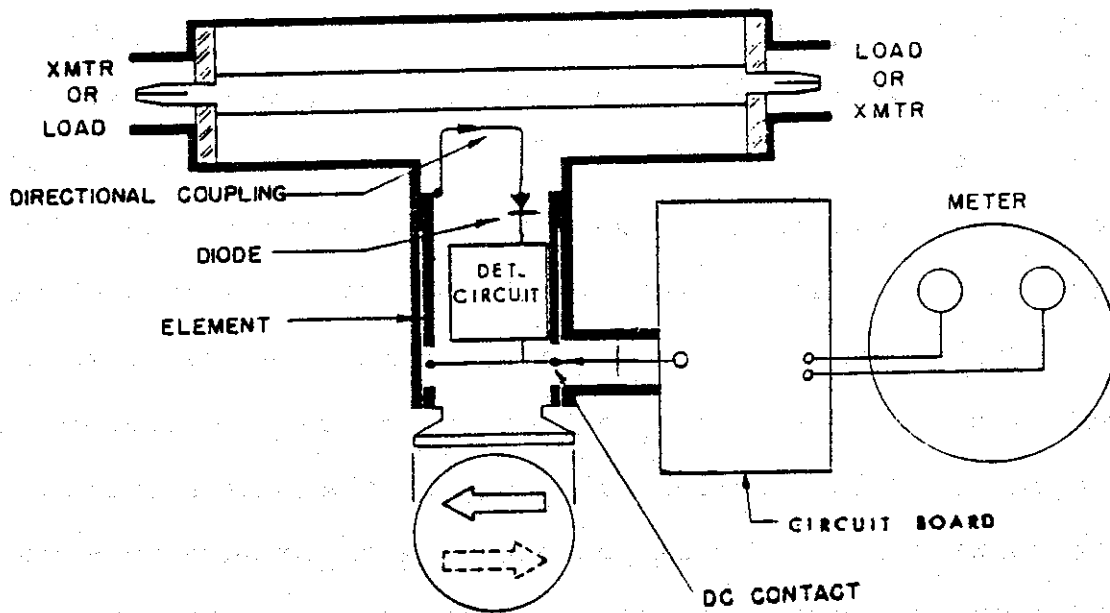 XMTR
OR
LOAD
LOAD
OR
XMTR
DIRECTIONAL COUPLING
DIODE
DET.
CIRCUIT
ELEMENT
METER
CIRCUIT BOARD
DC CONTACT